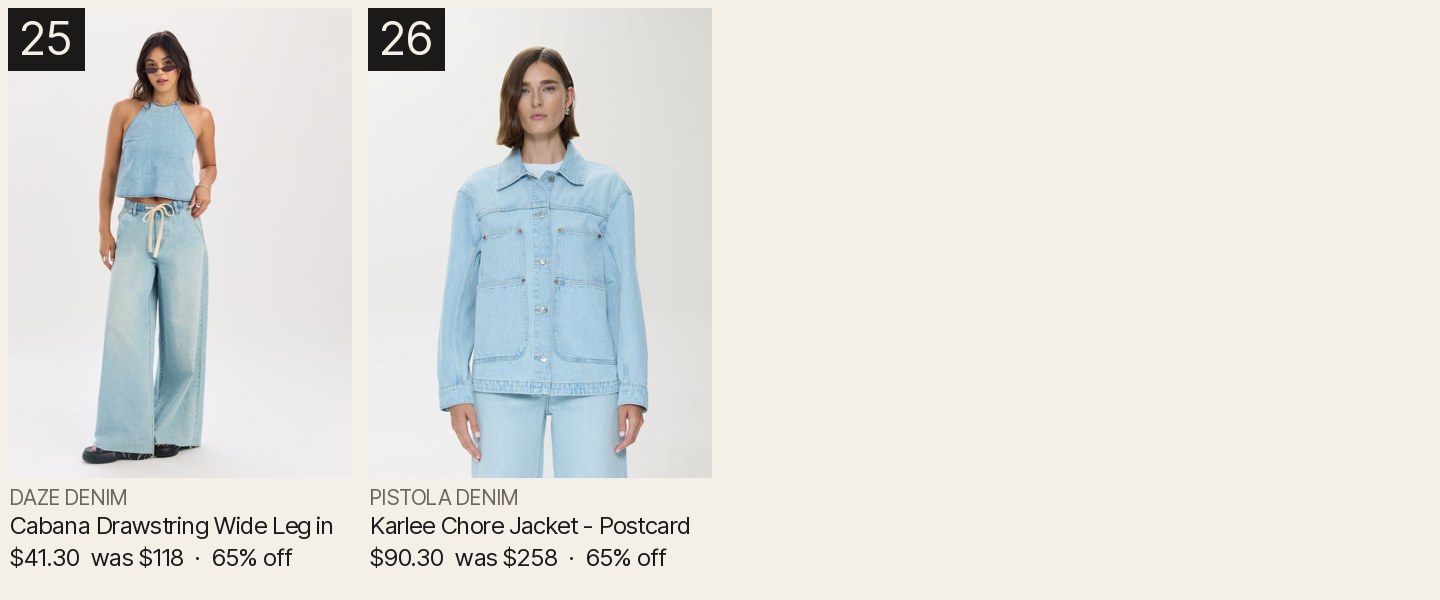 25
DAZE DENIM
Cabana Drawstring Wide Leg in
$41.30 was $118 · 65% off
26
PISTOLA DENIM
Karlee Chore Jacket - Postcard
$90.30 was $258 · 65% off